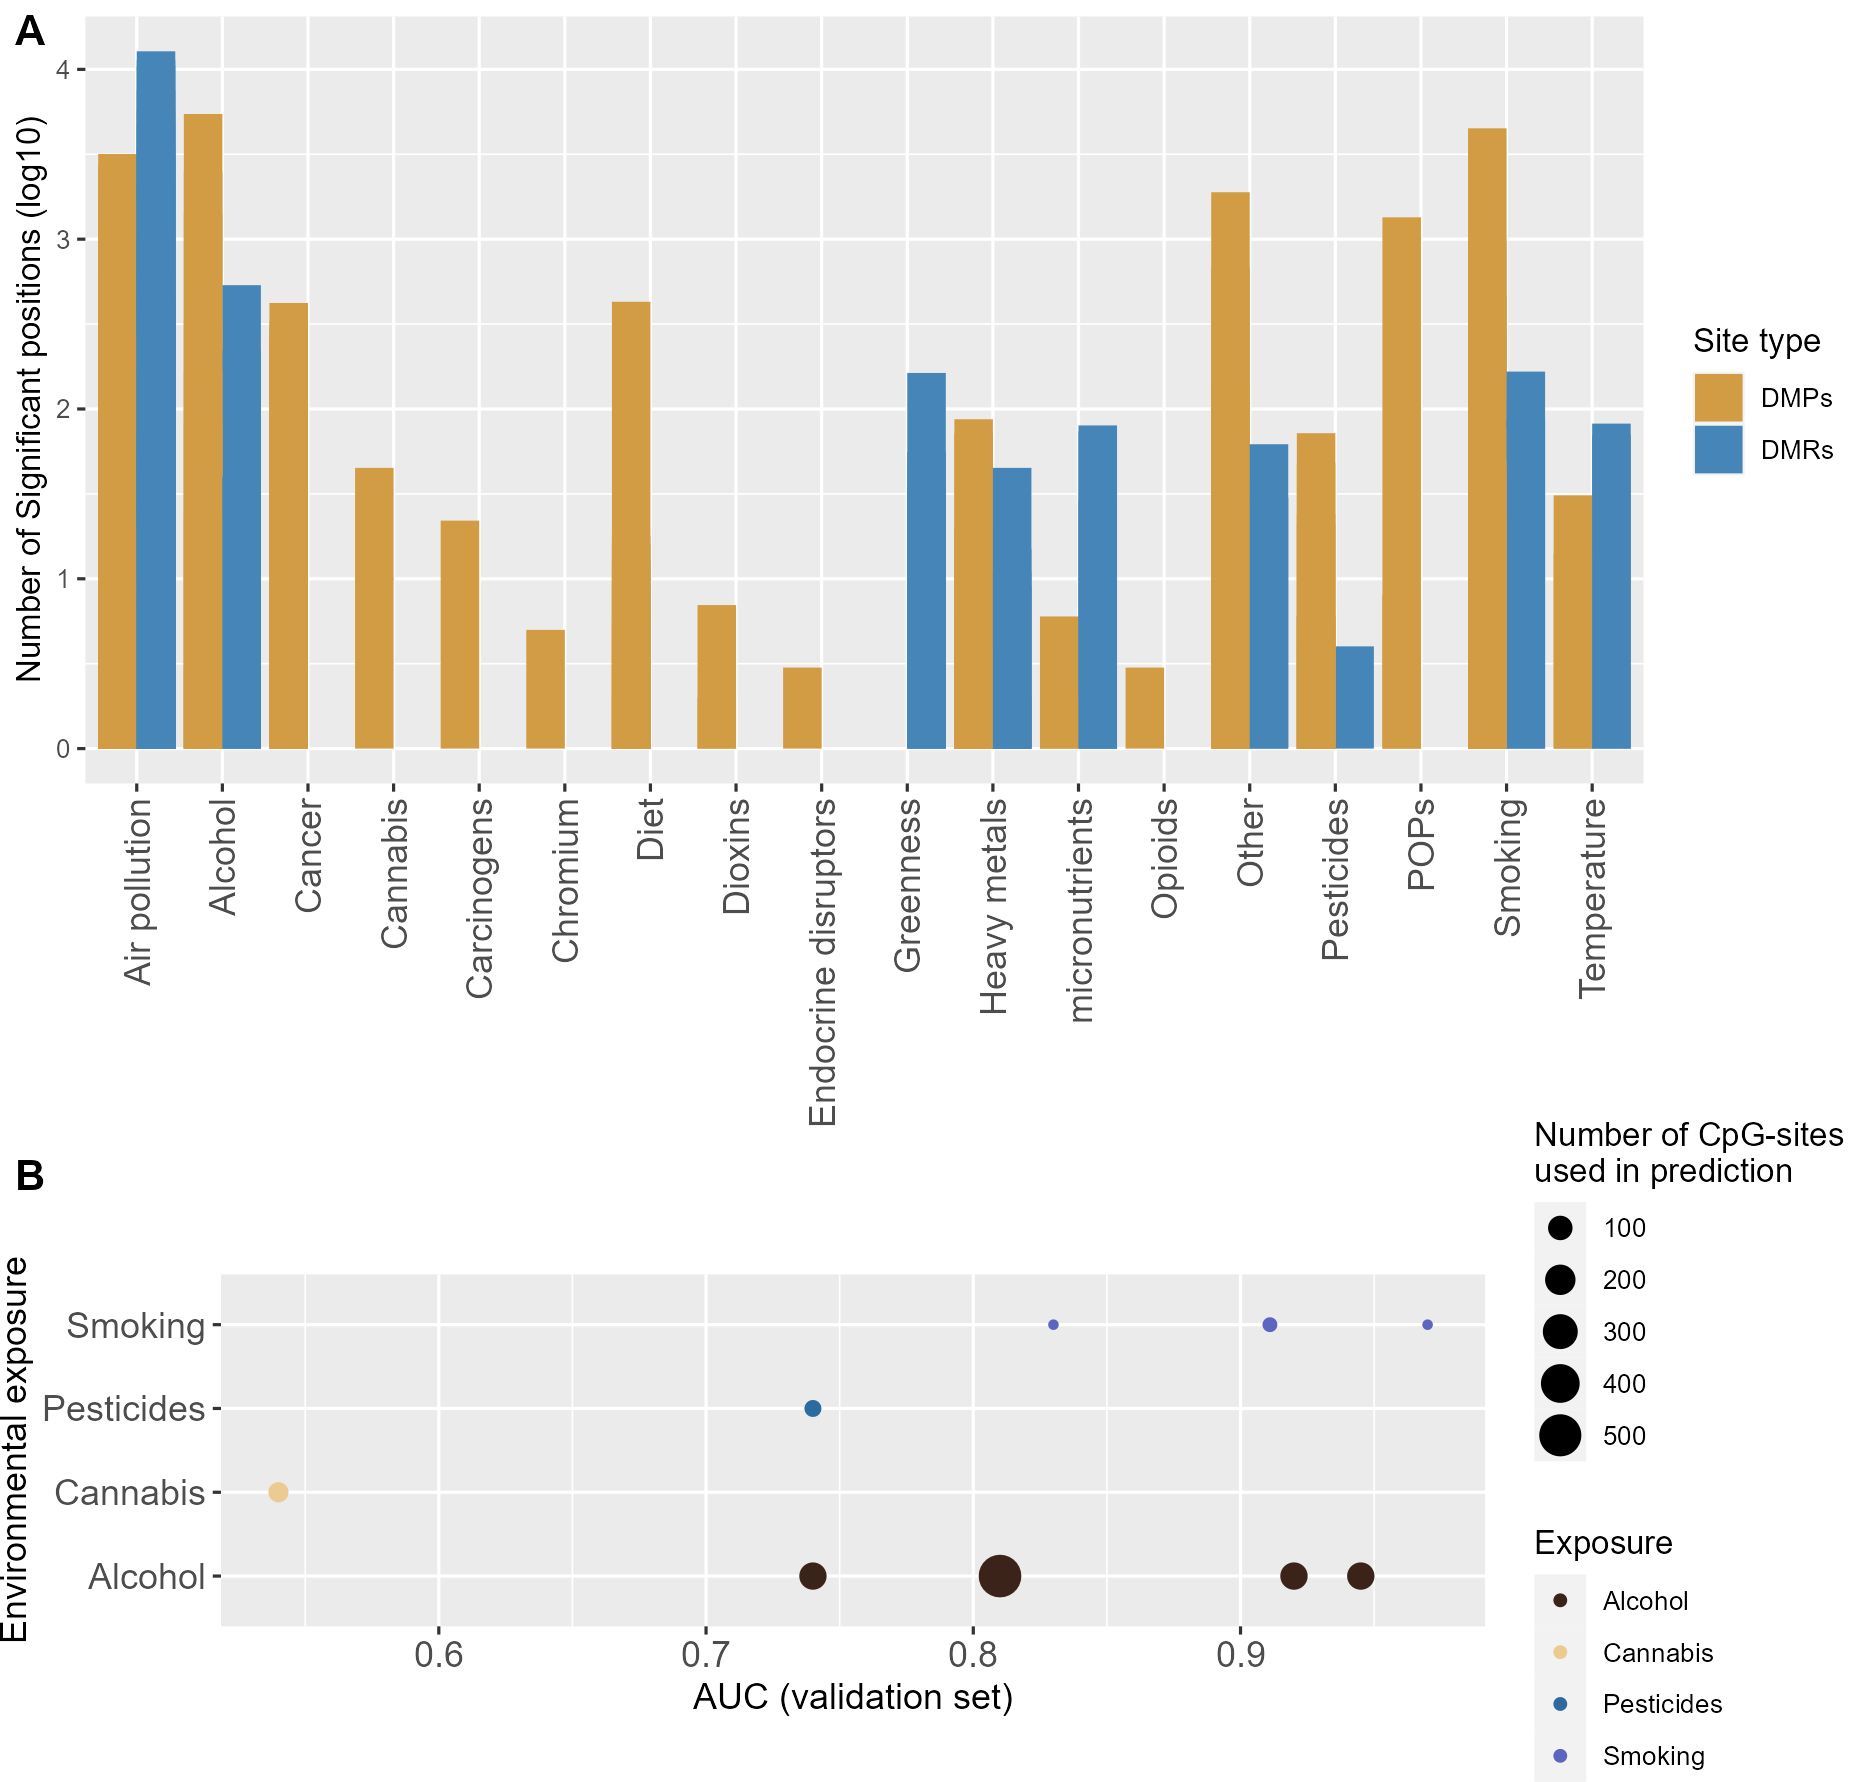 A
Number of Significant positions (log10)
4
3
2
1
0
Air pollution
Alcohol
Cancer
Cannabis
Carcinogens
Chromium
Diet
Dioxins
Endocrine disruptors
Greenness
Heavy metals
micronutrients
Opioids
Other
Pesticides
POPs
Smoking
Temperature
Site type
DMPs
DMRs
B
Environmental exposure
Smoking
Pesticides
Cannabis
Alcohol
0.6
0.7
0.8
0.9
AUC (validation set)
Number of CpG-sites
used in prediction
100
200
300
400
500
Exposure
Alcohol
Cannabis
Pesticides
Smoking